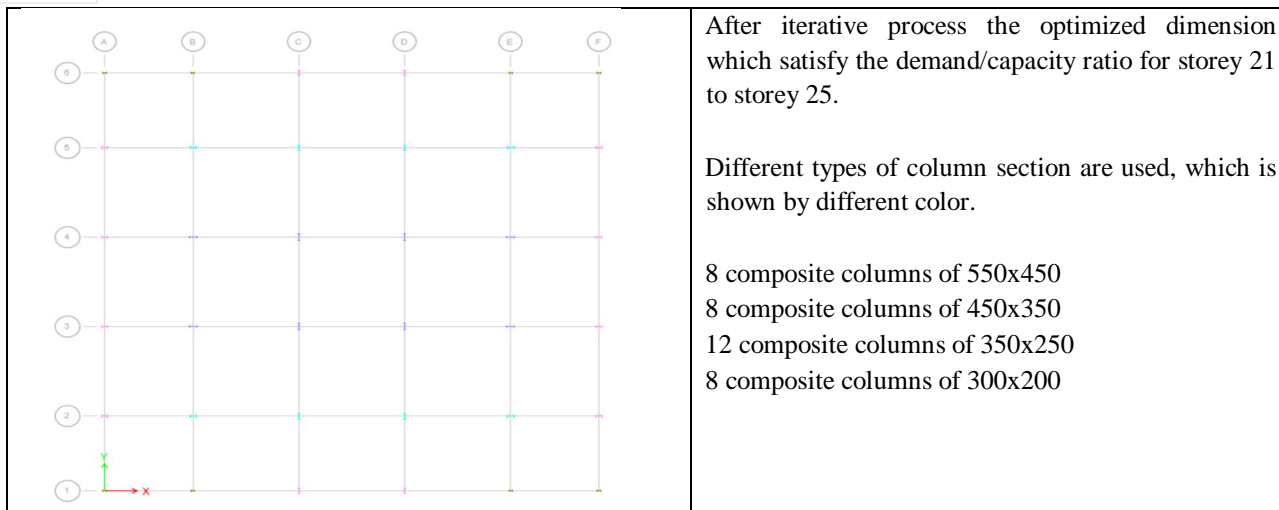 A B C D E F
6
5
4
3
2
1
Y
X
After iterative process the optimized dimension
which satisfy the demand/capacity ratio for storey 21
to storey 25.
Different types of column section are used, which is
shown by different color.
8 composite columns of 550x450
8 composite columns of 450x350
12 composite columns of 350x250
8 composite columns of 300x200